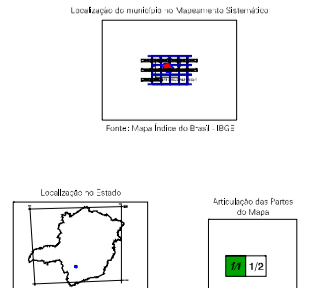 Localização do município no Mapeamento Sistemático
Fonte: Mapa Índice do Brasil - IBGE
Localização no Estado
Articulação das Partes
do Mapa
1/1 1/2